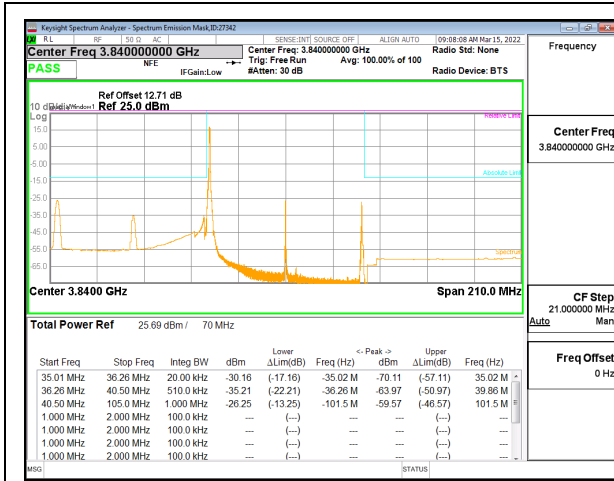 Keysight Spectrum Analyzer - Spectrum Emission Mask,ID:27342
RL RF 50 Ω AC SENSE:INT SOURCE OFF ALIGN AUTO 09:08:08 AM Mar 15, 2022
Center Freq 3.840000000 GHz
Center Freq: 3.840000000 GHz
Radio Std: None
NFE
Trig: Free Run Avg: 100.00% of 100
PASS
IFGain:Low
#Atten: 30 dB
Radio Device: BTS
Ref Offset 12.71 dB
10 dB/div Window1 Ref 25.0 dBm
Log
Relative Limit
15.0
5.00
-5.00
-15.0
Absolute Limit
-25.0
-35.0
-45.0
-55.0
Spectrum
-65.0
Center 3.8400 GHz
Span 210.0 MHz
Total Power Ref 25.69 dBm / 70 MHz
Lower <- Peak -> Upper
Start Freq Stop Freq Integ BW dBm ΔLim(dB) Freq (Hz) dBm ΔLim(dB) Freq (Hz)
35.01 MHz 36.26 MHz 20.00 kHz -30.16 (-17.16) -35.02 M -70.11 (-57.11) 35.02 M
36.26 MHz 40.50 MHz 510.0 kHz -35.21 (-22.21) -36.26 M -63.97 (-50.97) 39.86 M
40.50 MHz 105.0 MHz 1.000 MHz -26.25 (-13.25) -101.5 M -59.57 (-46.57) 101.5 M
1.000 MHz 2.000 MHz 100.0 kHz --- (---) --- --- (---) ---
1.000 MHz 2.000 MHz 100.0 kHz --- (---) --- --- (---) ---
1.000 MHz 2.000 MHz 100.0 kHz --- (---) --- --- (---) ---
MSG
STATUS
Frequency
Center Freq
3.840000000 GHz
CF Step
21.000000 MHz
Auto Man
Freq Offset
0 Hz